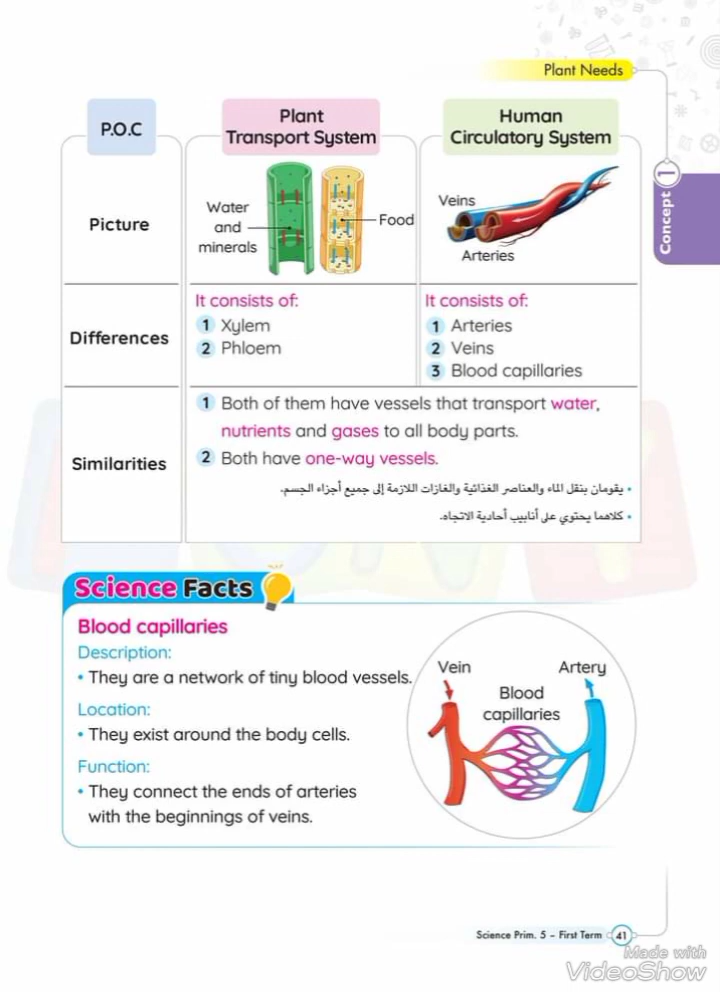 Plant Needs
P.O.C
Plant
Transport System
Human
Circulatory System
Concept 1
Picture
Water
and
minerals
Food
Veins
Arteries
Differences
It consists of:
1 Xylem
2 Phloem
It consists of:
1 Arteries
2 Veins
3 Blood capillaries
Similarities
1 Both of them have vessels that transport water,
nutrients and gases to all body parts.
2 Both have one-way vessels.
• يقومان بنقل الماء والعناصر الغذائية والغازات اللازمة إلى جميع أجزاء الجسم.
• كلاهما يحتوي على أنابيب أحادية الاتجاه.
Science Facts
Blood capillaries
Description:
• They are a network of tiny blood vessels.
Location:
• They exist around the body cells.
Function:
• They connect the ends of arteries
with the beginnings of veins.
Vein
Artery
Blood
capillaries
Science Prim. 5 - First Term 41
Made with
VideoShow